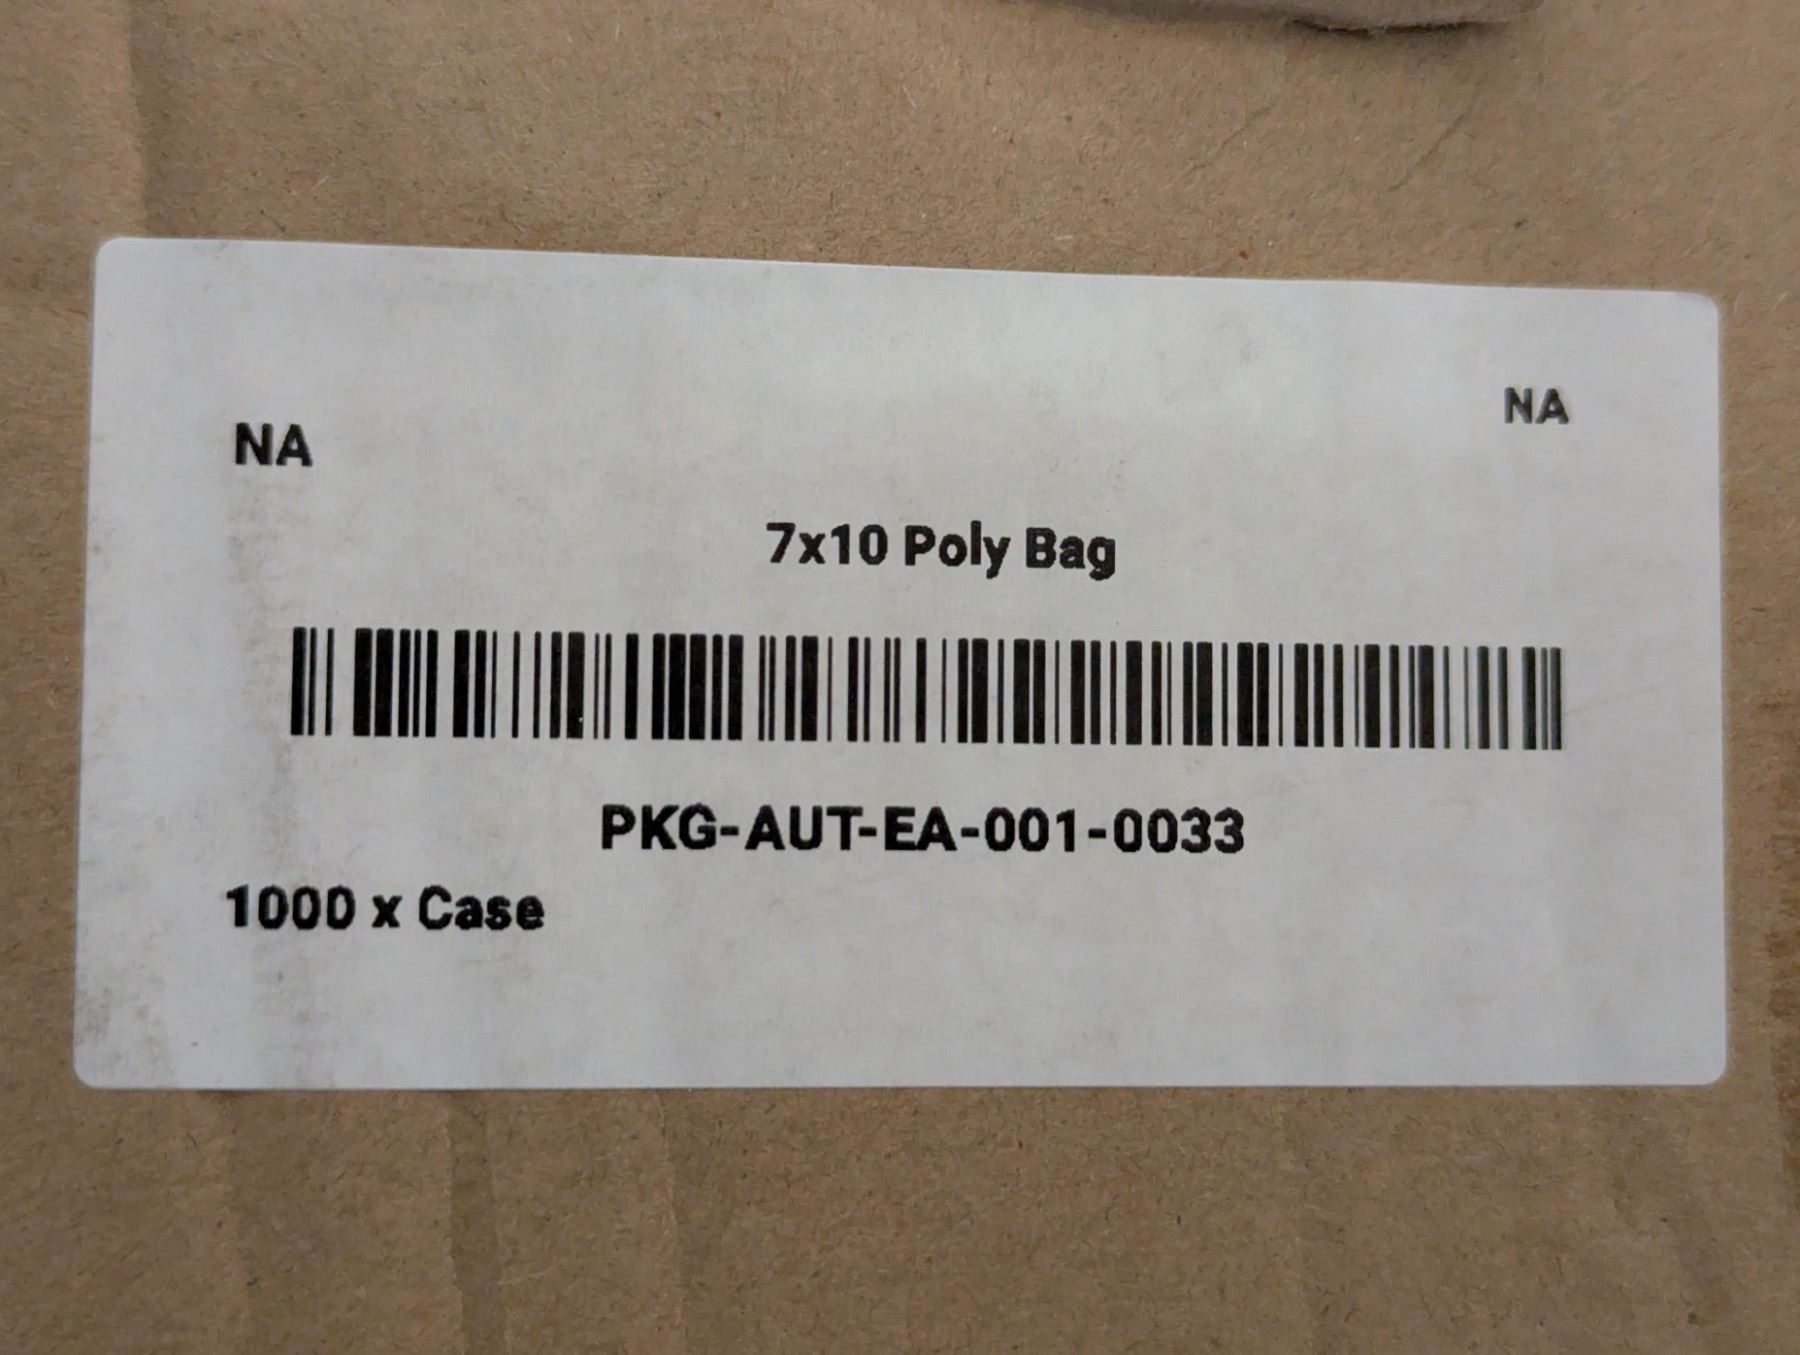 NA
NA
7x10 Poly Bag
PKG-AUT-EA-001-0033
1000 x Case